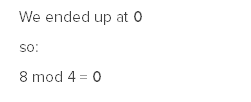 We ended up at 0
so:
8 mod 4 = 0